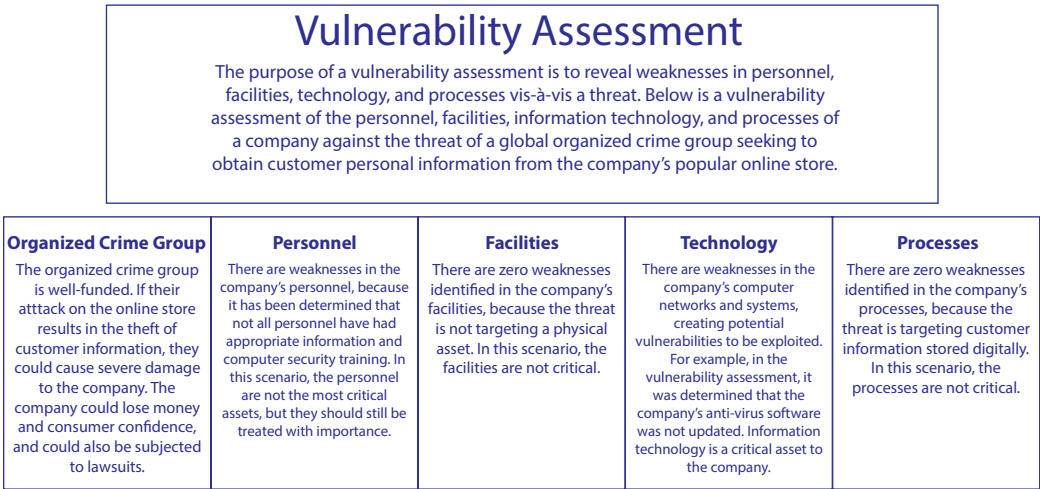 Vulnerability Assessment
The purpose of a vulnerability assessment is to reveal weaknesses in personnel,
facilities, technology, and processes vis-à-vis a threat. Below is a vulnerability
assessment of the personnel, facilities, information technology, and processes of
a company against the threat of a global organized crime group seeking to
obtain customer personal information from the company's popular online store.
Organized Crime Group
The organized crime group
is well-funded. If their
atttack on the online store
results in the theft of
customer information, they
could cause severe damage
to the company. The
company could lose money
and consumer confidence,
and could also be subjected
to lawsuits.
Personnel
There are weaknesses in the
company's personnel, because
it has been determined that
not all personnel have had
appropriate information and
computer security training. In
this scenario, the personnel
are not the most critical
assets, but they should still be
treated with importance.
Facilities
There are zero weaknesses
identified in the company's
facilities, because the threat
is not targeting a physical
asset. In this scenario, the
facilities are not critical.
Technology
There are weaknesses in the
company's computer
networks and systems,
creating potential
vulnerabilities to be exploited.
For example, in the
vulnerability assessment, it
was determined that the
company's anti-virus software
was not updated. Information
technology is a critical asset to
the company.
Processes
There are zero weaknesses
identified in the company's
processes, because the
threat is targeting customer
information stored digitally.
In this scenario, the
processes are not critical.